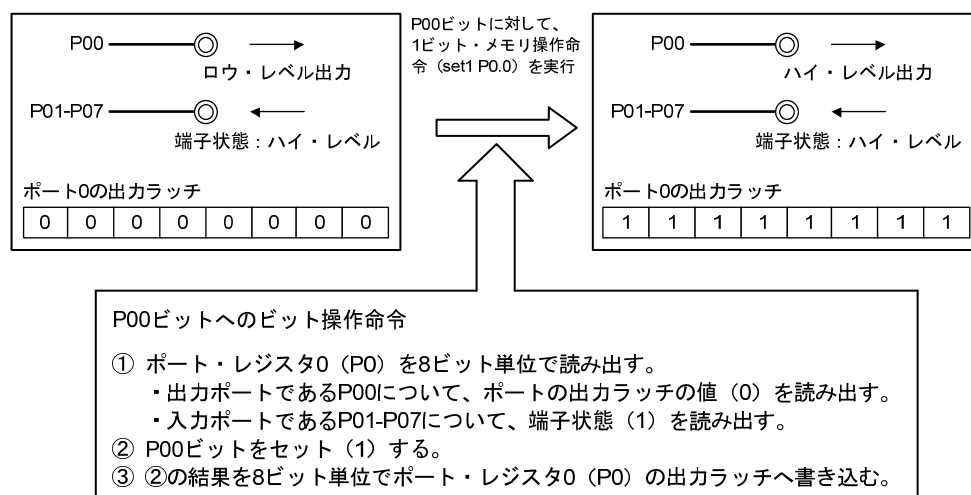 P00
ロウ・レベル出力
P01-P07
端子状態：ハイ・レベル
ポート0の出力ラッチ
0 0 0 0 0 0 0 0
P00ビットに対して、
1ビット・メモリ操作命
令（set1 P0.0）を実行
P00
ハイ・レベル出力
P01-P07
端子状態：ハイ・レベル
ポート0の出力ラッチ
1 1 1 1 1 1 1 1
P00ビットへのビット操作命令
① ポート・レジスタ0（P0）を8ビット単位で読み出す。
・出力ポートであるP00について、ポートの出力ラッチの値（0）を読み出す。
・入力ポートであるP01-P07について、端子状態（1）を読み出す。
② P00ビットをセット（1）する。
③ ②の結果を8ビット単位でポート・レジスタ0（P0）の出力ラッチへ書き込む。